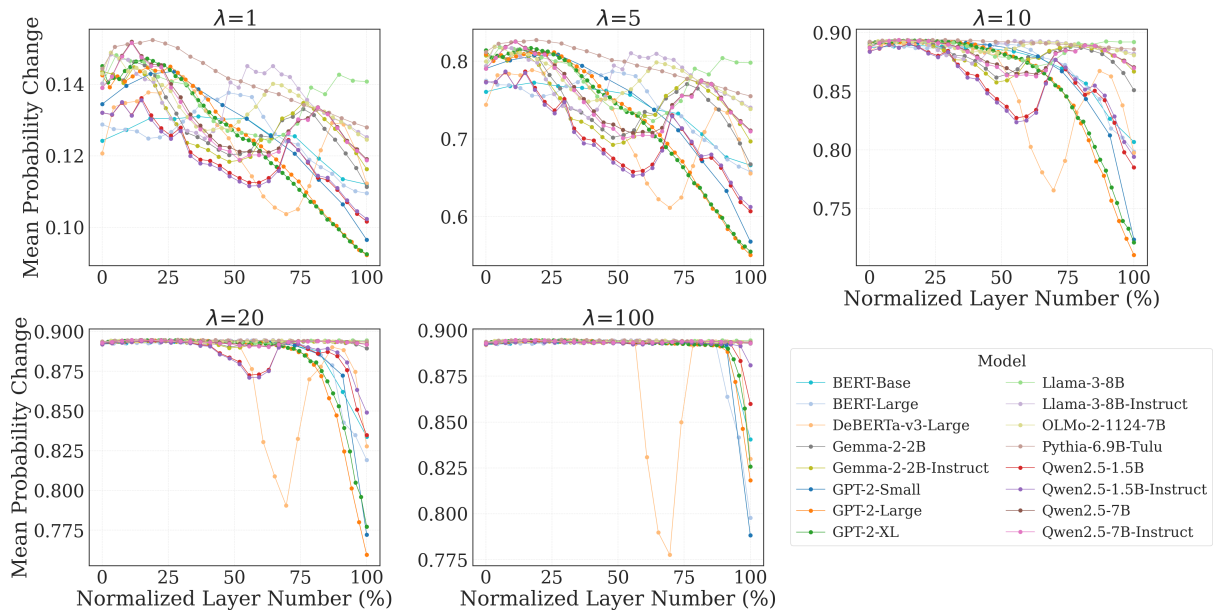 λ=1
λ=5
λ=10
Mean Probability Change
0.14
0.12
0.10
0 25 50 75 100
0.8
0.7
0.6
0 25 50 75 100
0.90
0.85
0.80
0.75
0 25 50 75 100
Normalized Layer Number (%)
λ=20
λ=100
Mean Probability Change
0.900
0.875
0.850
0.825
0.800
0.775
0 25 50 75 100
Normalized Layer Number (%)
0.900
0.875
0.850
0.825
0.800
0.775
0 25 50 75 100
Normalized Layer Number (%)
Model
BERT-Base
BERT-Large
DeBERTa-v3-Large
Gemma-2-2B
Gemma-2-2B-Instruct
GPT-2-Small
GPT-2-Large
GPT-2-XL
Llama-3-8B
Llama-3-8B-Instruct
OLMo-2-1124-7B
Pythia-6.9B-Tulu
Qwen2.5-1.5B
Qwen2.5-1.5B-Instruct
Qwen2.5-7B
Qwen2.5-7B-Instruct